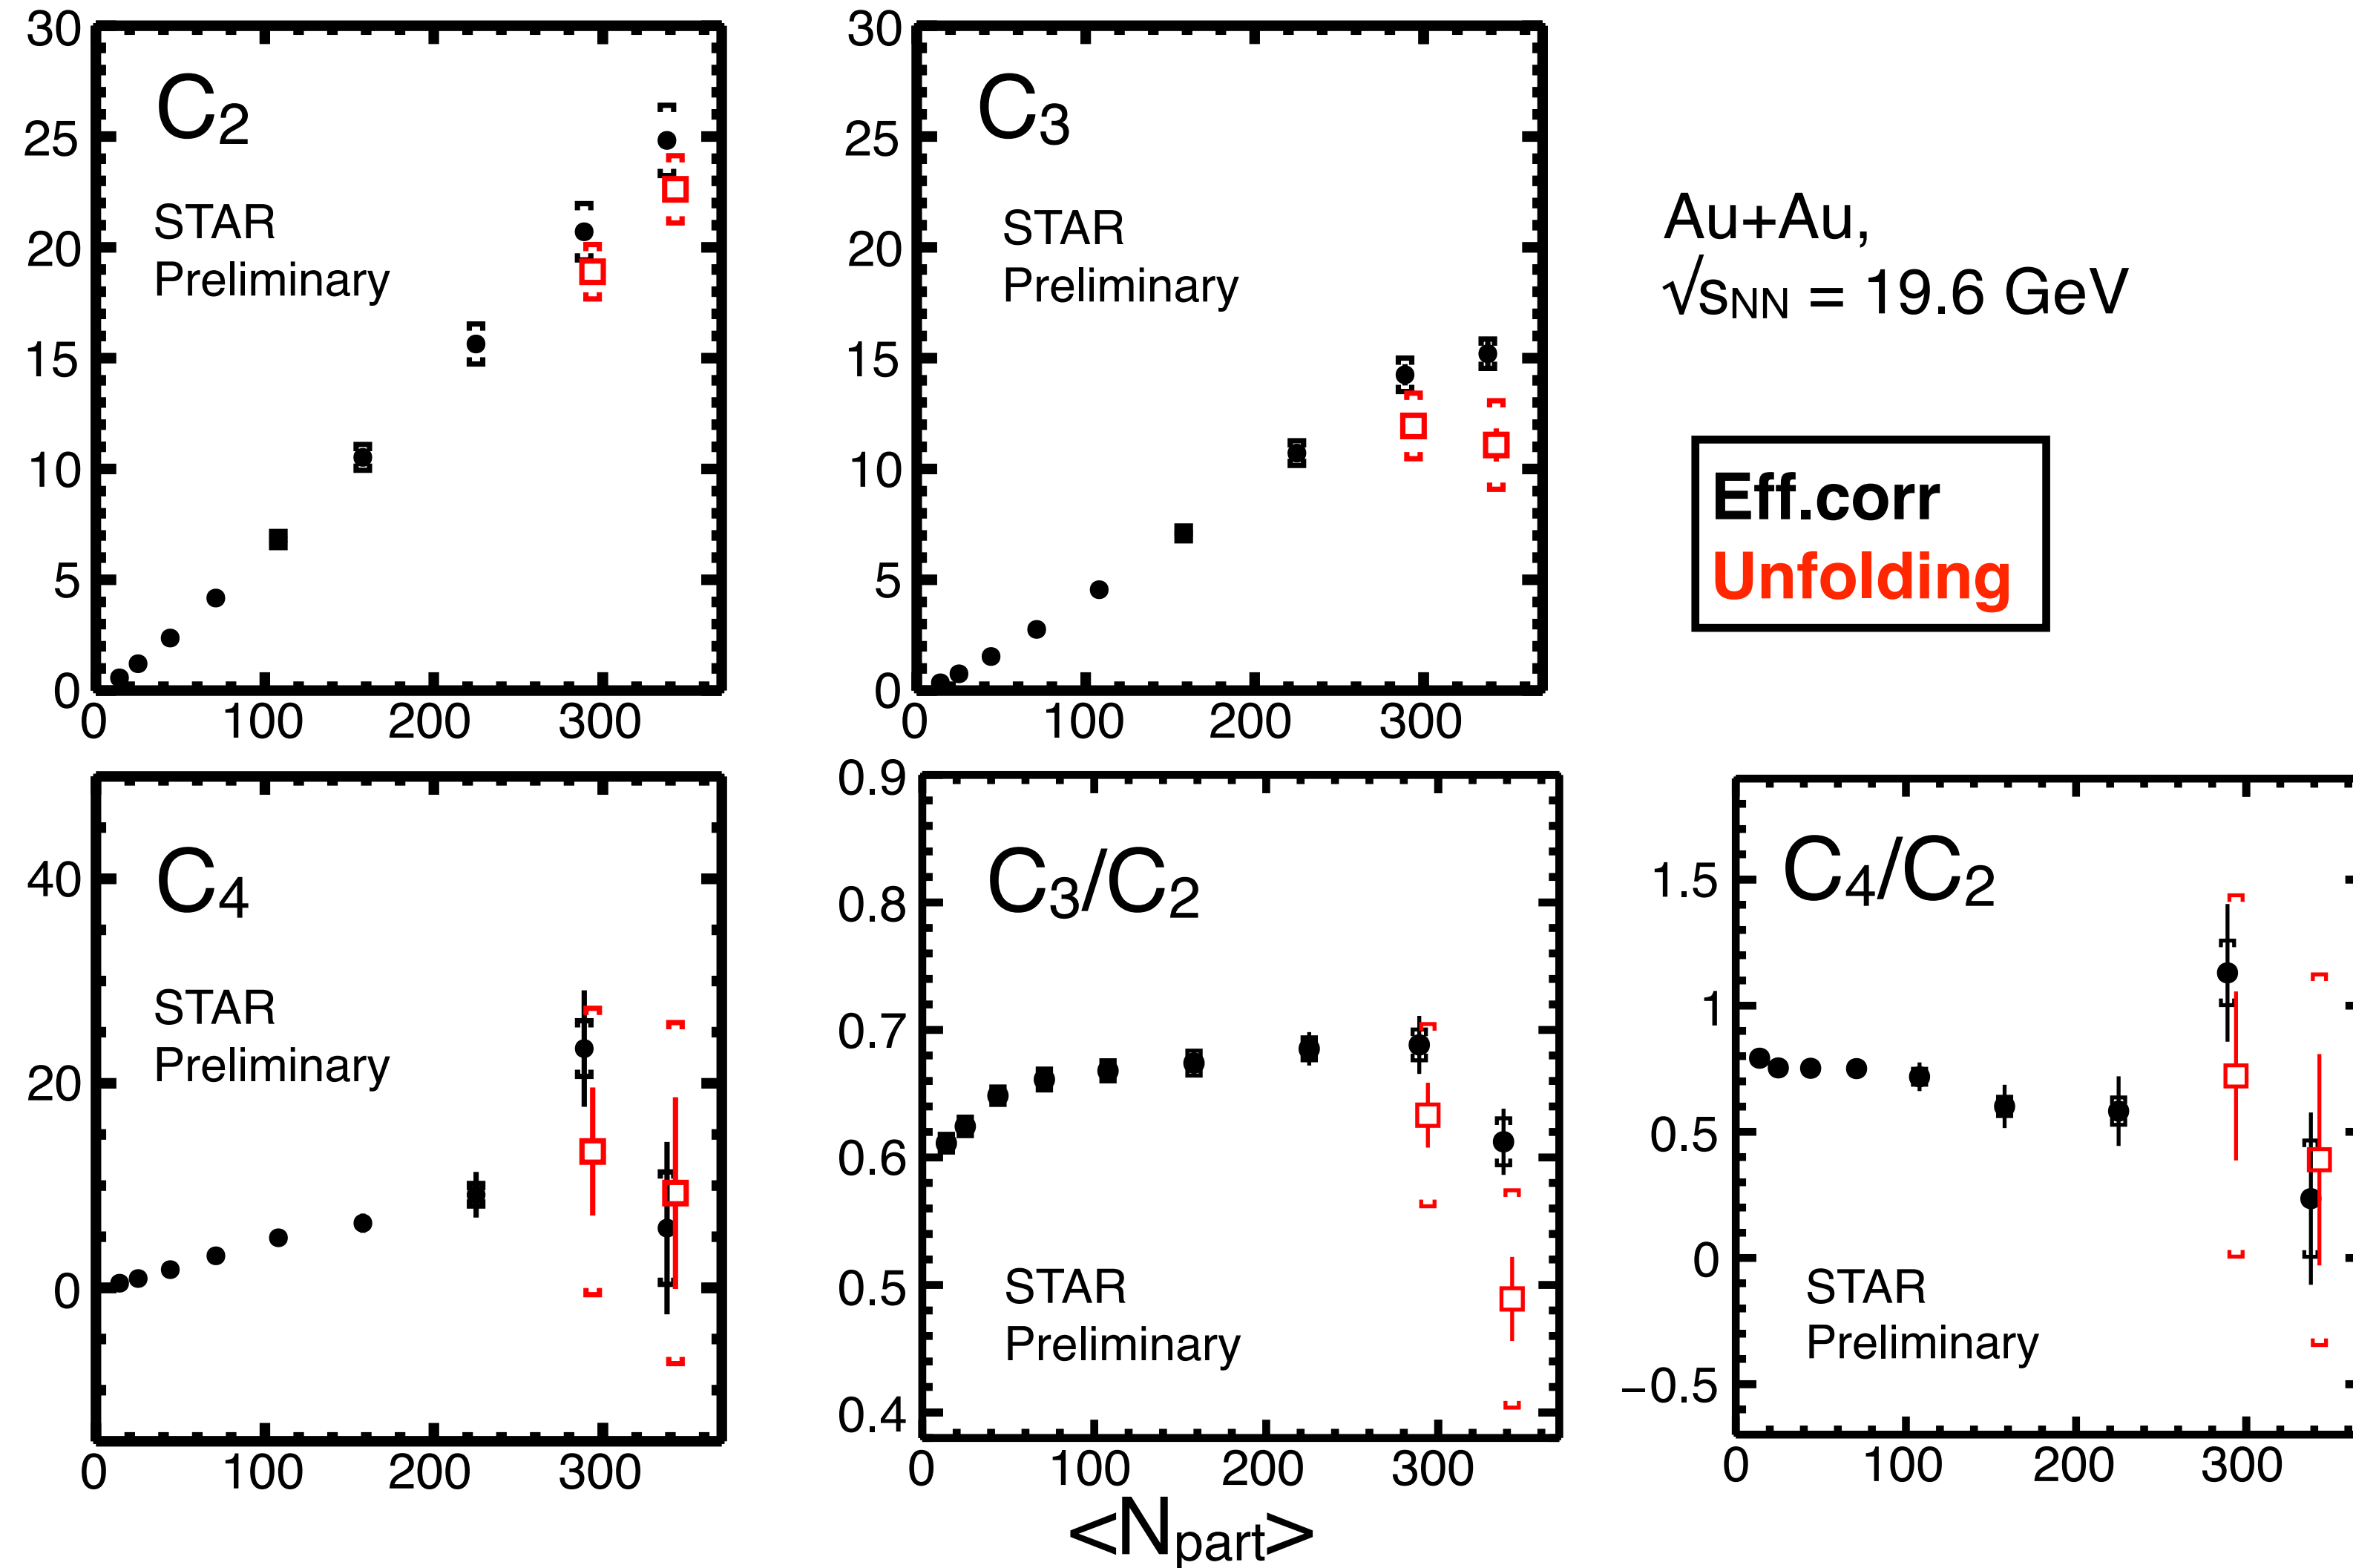 30
25
20
15
10
5
0
0 100 200 300
C2
STAR
Preliminary
30
25
20
15
10
5
0
0 100 200 300
C3
STAR
Preliminary
Au+Au,
√sNN = 19.6 GeV
Eff.corr
Unfolding
40
20
0
0 100 200 300
C4
STAR
Preliminary
0.9
0.8
0.7
0.6
0.5
0.4
0 100 200 300
C3/C2
STAR
Preliminary
1.5
1
0.5
0
−0.5
0 100 200 300
C4/C2
STAR
Preliminary
<Npart>